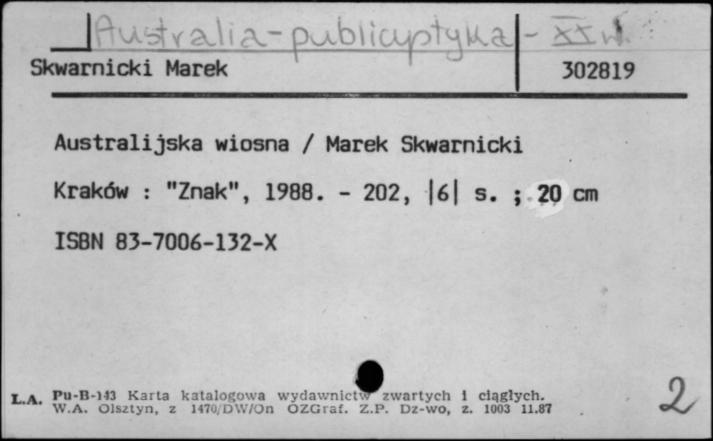 Australia - publicystyka - XX w.
Skwarnicki Marek 302819
Australijska wiosna / Marek Skwarnicki
Kraków : "Znak", 1988. - 202, |6| s. ; 20 cm
ISBN 83-7006-132-X
L.A. Pu-B-143 Karta katalogowa wydawnictw zwartych i ciągłych.
W.A. Olsztyn, z 1470/DW/On OZGraf. Z.P. Dz-wo, z. 1003 11.87
2